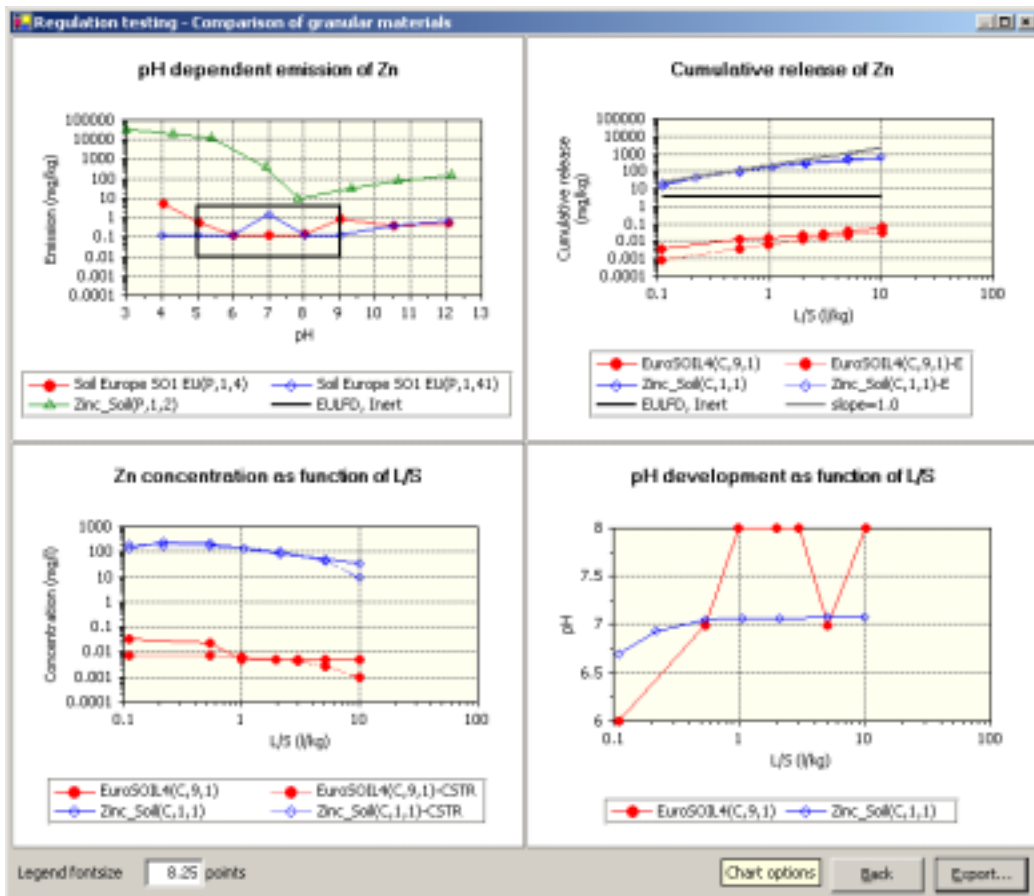 Regulation testing - Comparison of granular materials
pH dependent emission of Zn
100000
10000
1000
100
10
1
0.1
0.01
0.001
0.0001
Emission (mg/kg)
3 4 5 6 7 8 9 10 11 12 13
pH
Soil Europe SO1 EU(P,1,4)
Soil Europe SO1 EU(P,1,41)
Zinc_Soil(P,1,2)
EULFD, Inert
Cumulative release of Zn
100000
10000
1000
100
10
1
0.1
0.01
0.001
0.0001
Cumulative release
(mg/kg)
0.1 1 10 100
L/S (l/kg)
EuroSOIL4(C,9,1)
EuroSOIL4(C,9,1)-E
Zinc_Soil(C,1,1)
Zinc_Soil(C,1,1)-E
EULFD, Inert
slope=1.0
Zn concentration as function of L/S
1000
100
10
1
0.1
0.01
0.001
0.0001
Concentration (mg/l)
0.1 1 10 100
L/S (l/kg)
EuroSOIL4(C,9,1)
EuroSOIL4(C,9,1)-CSTR
Zinc_Soil(C,1,1)
Zinc_Soil(C,1,1)-CSTR
pH development as function of L/S
8
7.5
7
6.5
6
pH
0.1 1 10 100
L/S (l/kg)
EuroSOIL4(C,9,1)
Zinc_Soil(C,1,1)
Legend fontsize 8.25 points
Chart options Back Export...